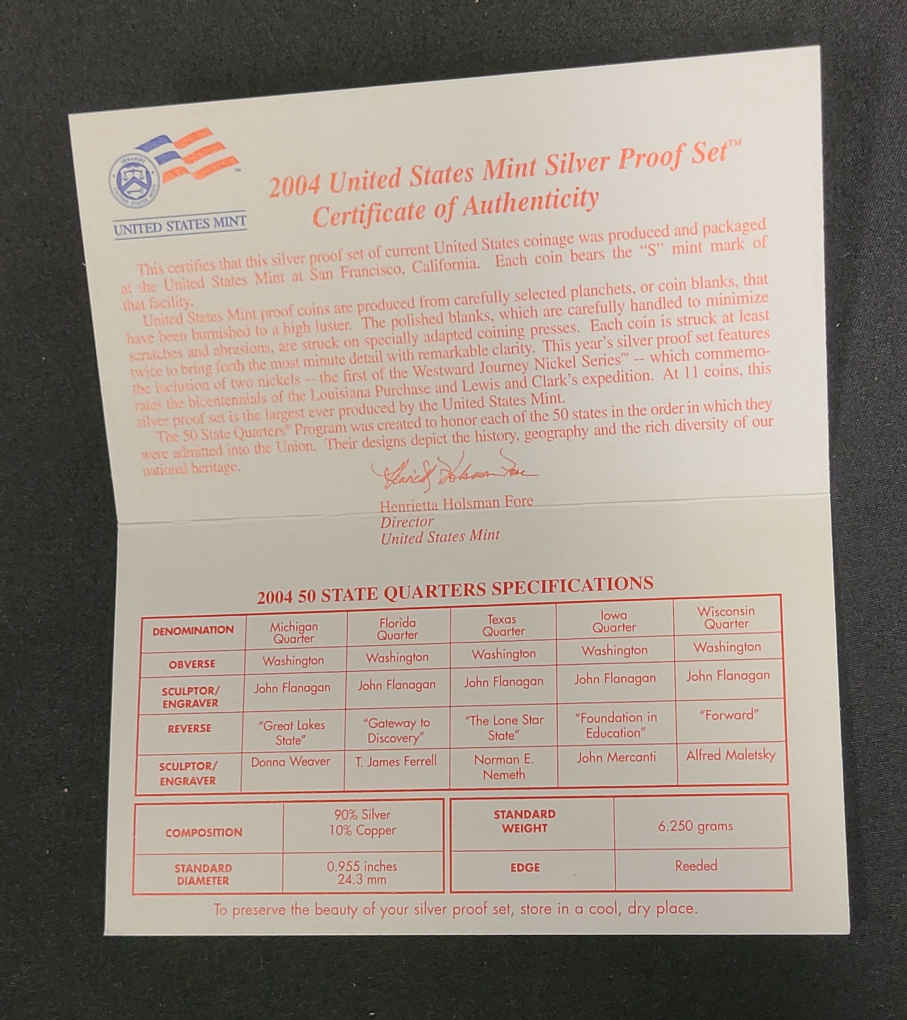 UNITED STATES MINT
2004 United States Mint Silver Proof Set™
Certificate of Authenticity
This certifies that this silver proof set of current United States coinage was produced and packaged
at the United States Mint at San Francisco, California. Each coin bears the “S” mint mark of
that facility.
United States Mint proof coins are produced from carefully selected planchets, or coin blanks, that
have been burnished to a high luster. The polished blanks, which are carefully handled to minimize
scratches and abrasions, are struck on specially adapted coining presses. Each coin is struck at least
twice to bring forth the most minute detail with remarkable clarity. This year’s silver proof set features
the inclusion of two nickels -- the first of the Westward Journey Nickel Series™ -- which commemo-
rates the bicentennials of the Louisiana Purchase and Lewis and Clark’s expedition. At 11 coins, this
silver proof set is the largest ever produced by the United States Mint.
The 50 State Quarters® Program was created to honor each of the 50 states in the order in which they
were admitted into the Union. Their designs depict the history, geography and the rich diversity of our
national heritage.
Henrietta Holsman Fore
Henrietta Holsman Fore
Director
United States Mint
2004 50 STATE QUARTERS SPECIFICATIONS
DENOMINATION Michigan Quarter Florida Quarter Texas Quarter Iowa Quarter Wisconsin Quarter
OBVERSE Washington Washington Washington Washington Washington
SCULPTOR/ ENGRAVER John Flanagan John Flanagan John Flanagan John Flanagan John Flanagan
REVERSE “Great Lakes State” “Gateway to Discovery” “The Lone Star State” “Foundation in Education” “Forward”
SCULPTOR/ ENGRAVER Donna Weaver T. James Ferrell Norman E. Nemeth John Mercanti Alfred Maletsky
COMPOSITION 90% Silver 10% Copper STANDARD WEIGHT 6.250 grams
STANDARD DIAMETER 0.955 inches 24.3 mm EDGE Reeded
To preserve the beauty of your silver proof set, store in a cool, dry place.